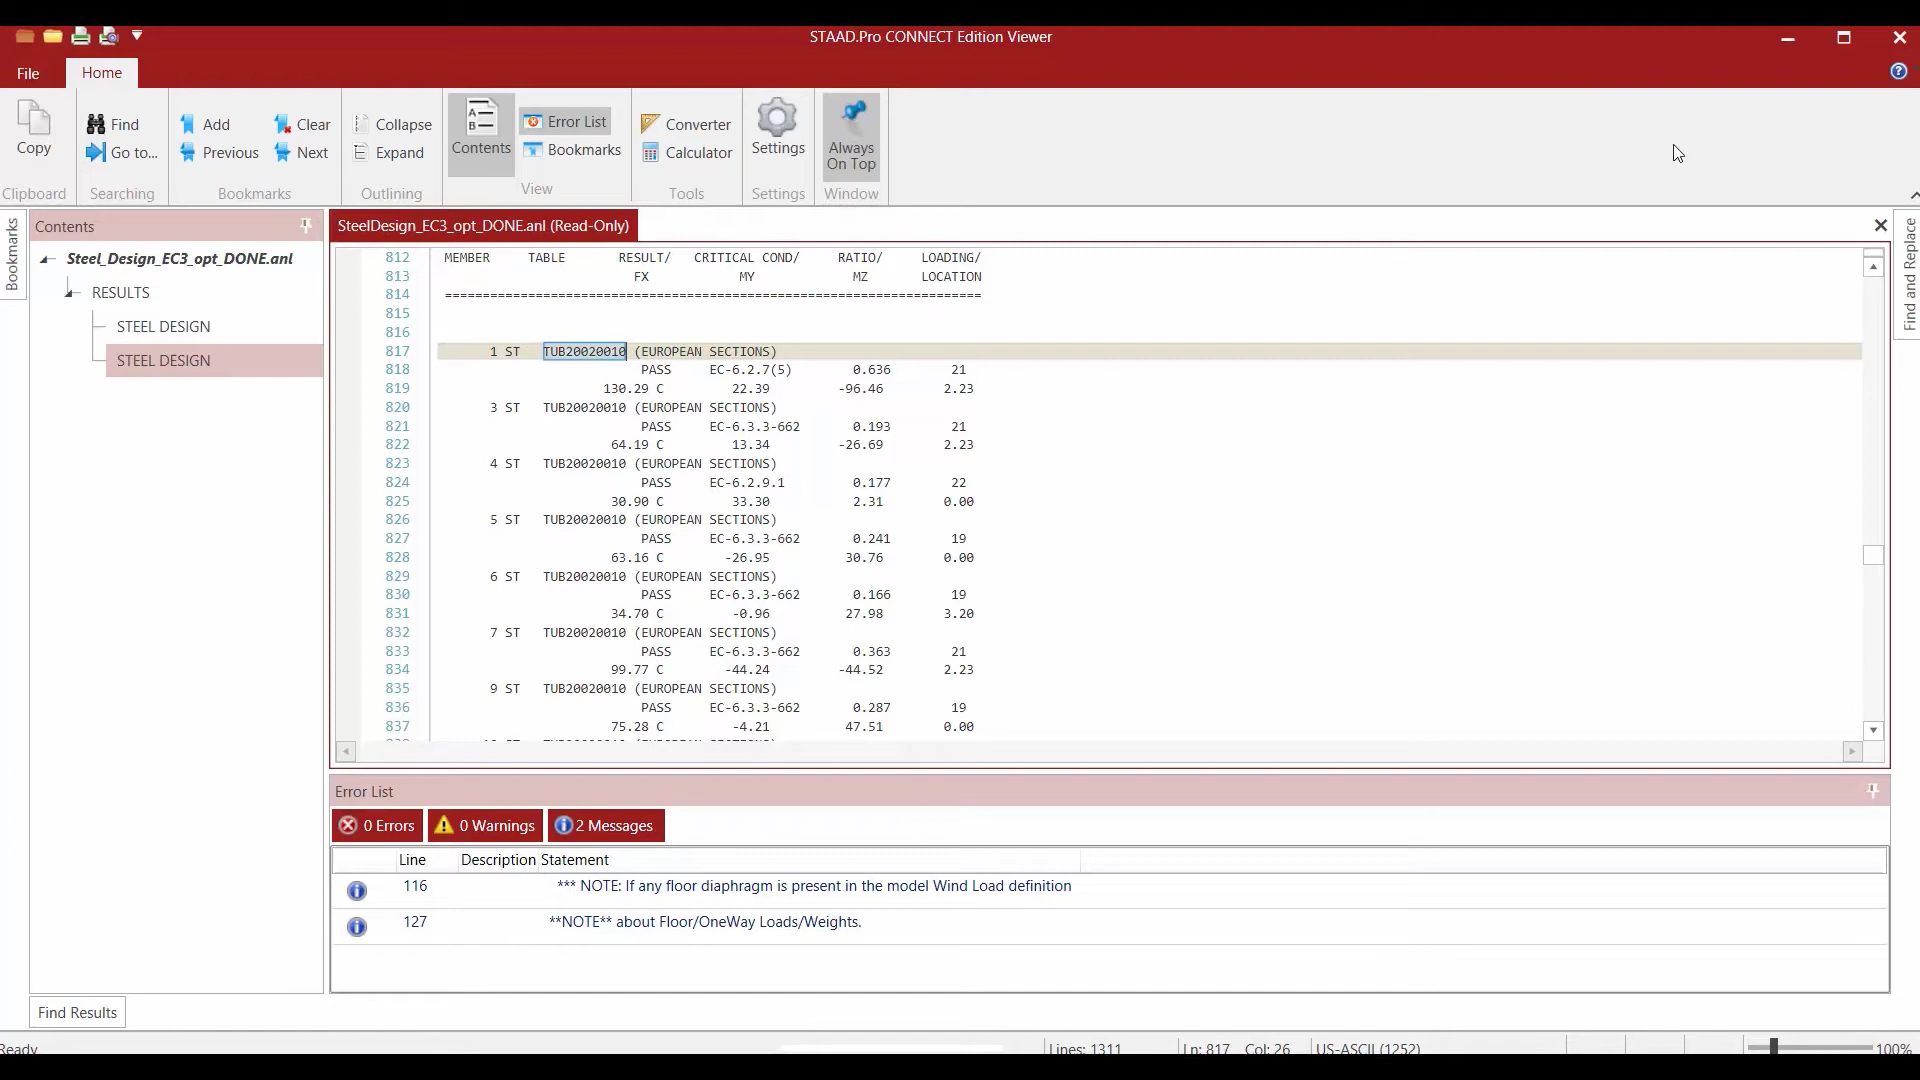 STAAD.Pro CONNECT Edition Viewer
File Home
Copy
Clipboard
Find
Go to...
Searching
Add Clear
Previous Next
Bookmarks
Collapse
Expand
Outlining
Contents
Error List
Bookmarks
View
Converter
Calculator
Tools
Settings
Settings
Always
On Top
Window
Bookmarks
Contents
Steel_Design_EC3_opt_DONE.anl
RESULTS
STEEL DESIGN
STEEL DESIGN
SteelDesign_EC3_opt_DONE.anl (Read-Only)
Find and Replace
812 MEMBER TABLE RESULT/ CRITICAL COND/ RATIO/ LOADING/
813 FX MY MZ LOCATION
814 =======================================================================
815
816
817 1 ST TUB20020010 (EUROPEAN SECTIONS)
818 PASS EC-6.2.7(5) 0.636 21
819 130.29 C 22.39 -96.46 2.23
820 3 ST TUB20020010 (EUROPEAN SECTIONS)
821 PASS EC-6.3.3-662 0.193 21
822 64.19 C 13.34 -26.69 2.23
823 4 ST TUB20020010 (EUROPEAN SECTIONS)
824 PASS EC-6.2.9.1 0.177 22
825 30.90 C 33.30 2.31 0.00
826 5 ST TUB20020010 (EUROPEAN SECTIONS)
827 PASS EC-6.3.3-662 0.241 19
828 63.16 C -26.95 30.76 0.00
829 6 ST TUB20020010 (EUROPEAN SECTIONS)
830 PASS EC-6.3.3-662 0.166 19
831 34.70 C -0.96 27.98 3.20
832 7 ST TUB20020010 (EUROPEAN SECTIONS)
833 PASS EC-6.3.3-662 0.363 21
834 99.77 C -44.24 -44.52 2.23
835 9 ST TUB20020010 (EUROPEAN SECTIONS)
836 PASS EC-6.3.3-662 0.287 19
837 75.28 C -4.21 47.51 0.00
Error List
0 Errors 0 Warnings 2 Messages
Line Description Statement
116 *** NOTE: If any floor diaphragm is present in the model Wind Load definition
127 **NOTE** about Floor/OneWay Loads/Weights.
Find Results
Ready Lines: 1311 Ln: 817 Col: 26 US-ASCII (1252) 100%